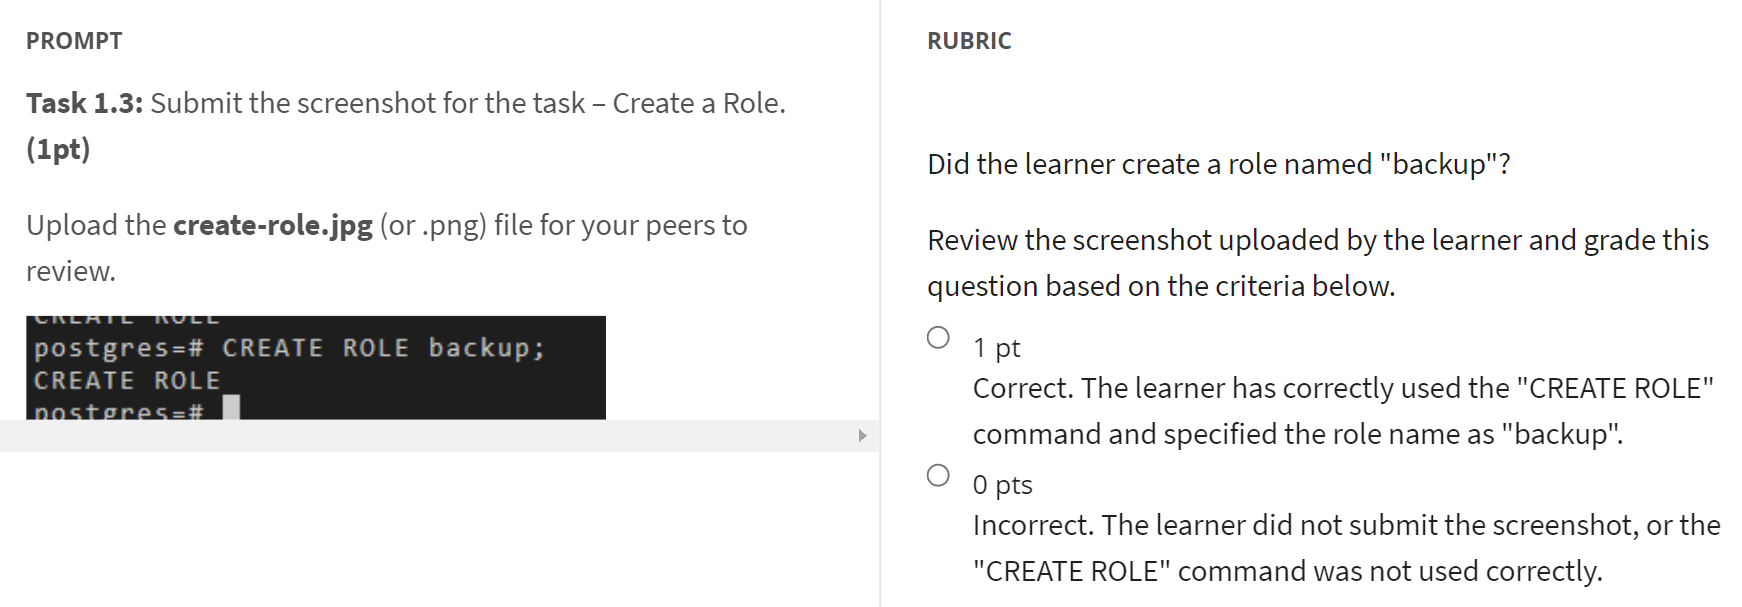 PROMPT
Task 1.3: Submit the screenshot for the task – Create a Role.
(1pt)
Upload the create-role.jpg (or .png) file for your peers to
review.
CREATE ROLE
postgres=# CREATE ROLE backup;
CREATE ROLE
postgres=#
RUBRIC
Did the learner create a role named "backup"?
Review the screenshot uploaded by the learner and grade this
question based on the criteria below.
1 pt
Correct. The learner has correctly used the "CREATE ROLE"
command and specified the role name as "backup".
0 pts
Incorrect. The learner did not submit the screenshot, or the
"CREATE ROLE" command was not used correctly.